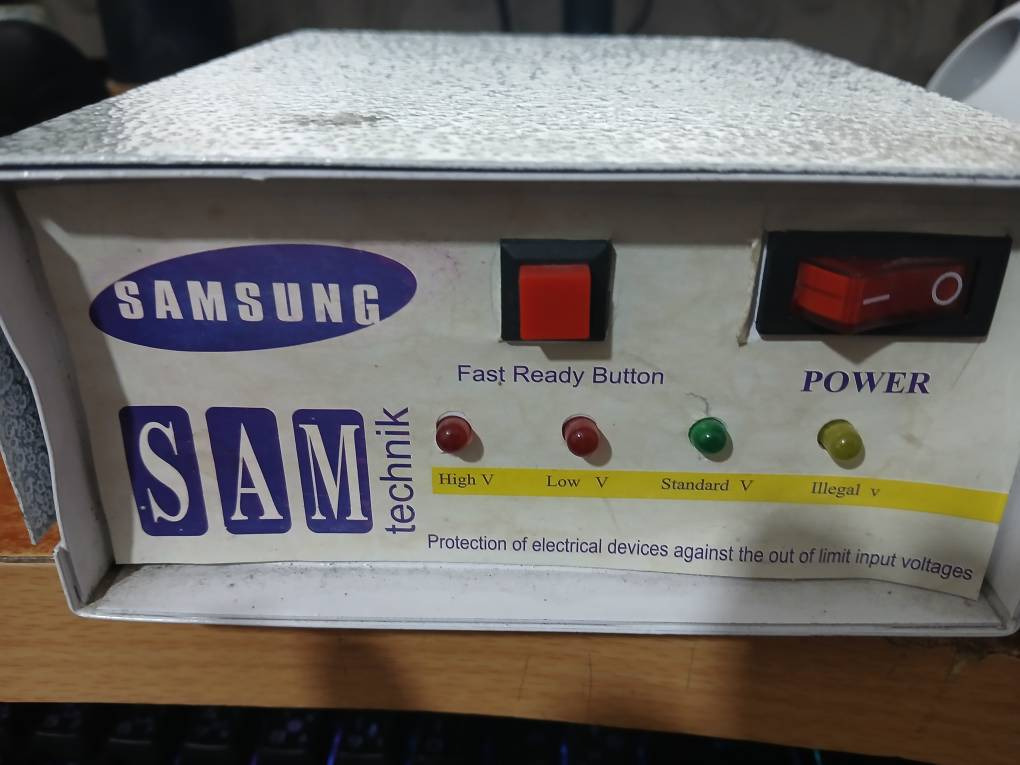 SAMSUNG
Fast Ready Button
POWER
SAM technik
High V
Low V
Standard V
Illegal v
Protection of electrical devices against the out of limit input voltages